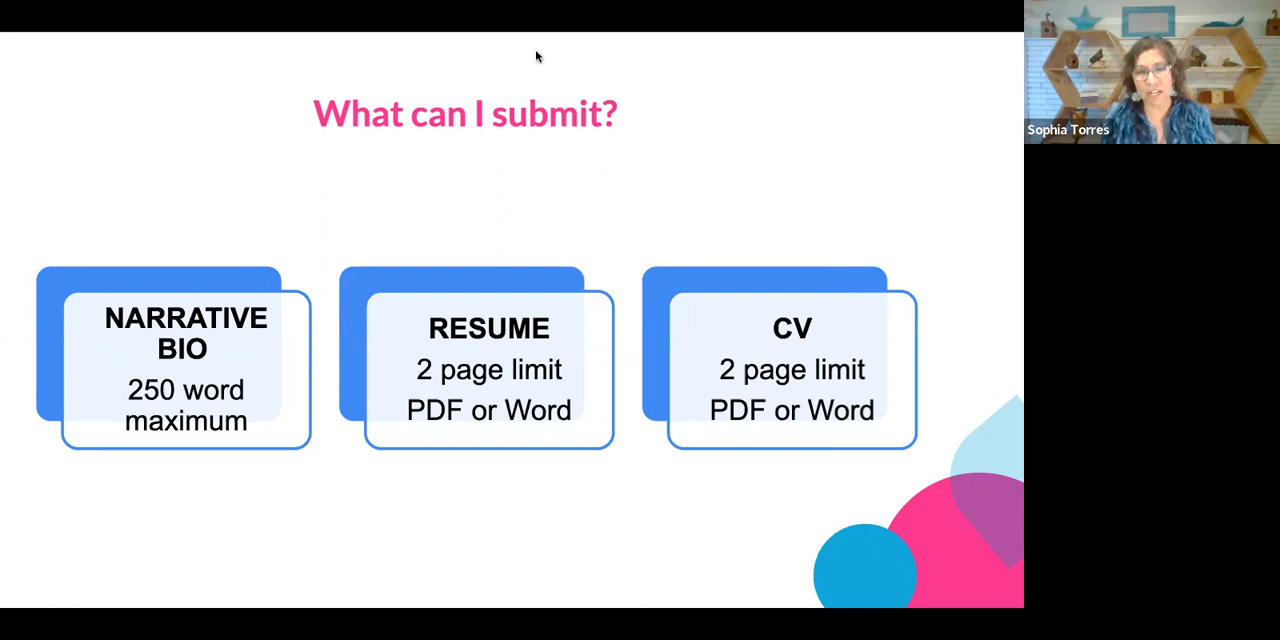 What can I submit?
Sophia Torres
NARRATIVE
BIO
250 word
maximum
RESUME
2 page limit
PDF or Word
CV
2 page limit
PDF or Word